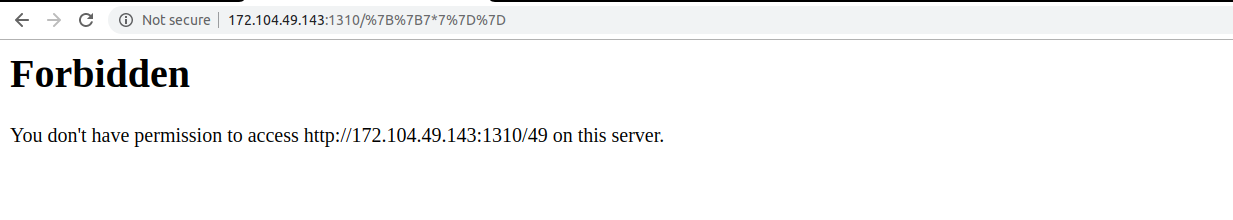 Not secure | 172.104.49.143:1310/%7B%7B7*7%7D%7D
Forbidden
You don't have permission to access http://172.104.49.143:1310/49 on this server.